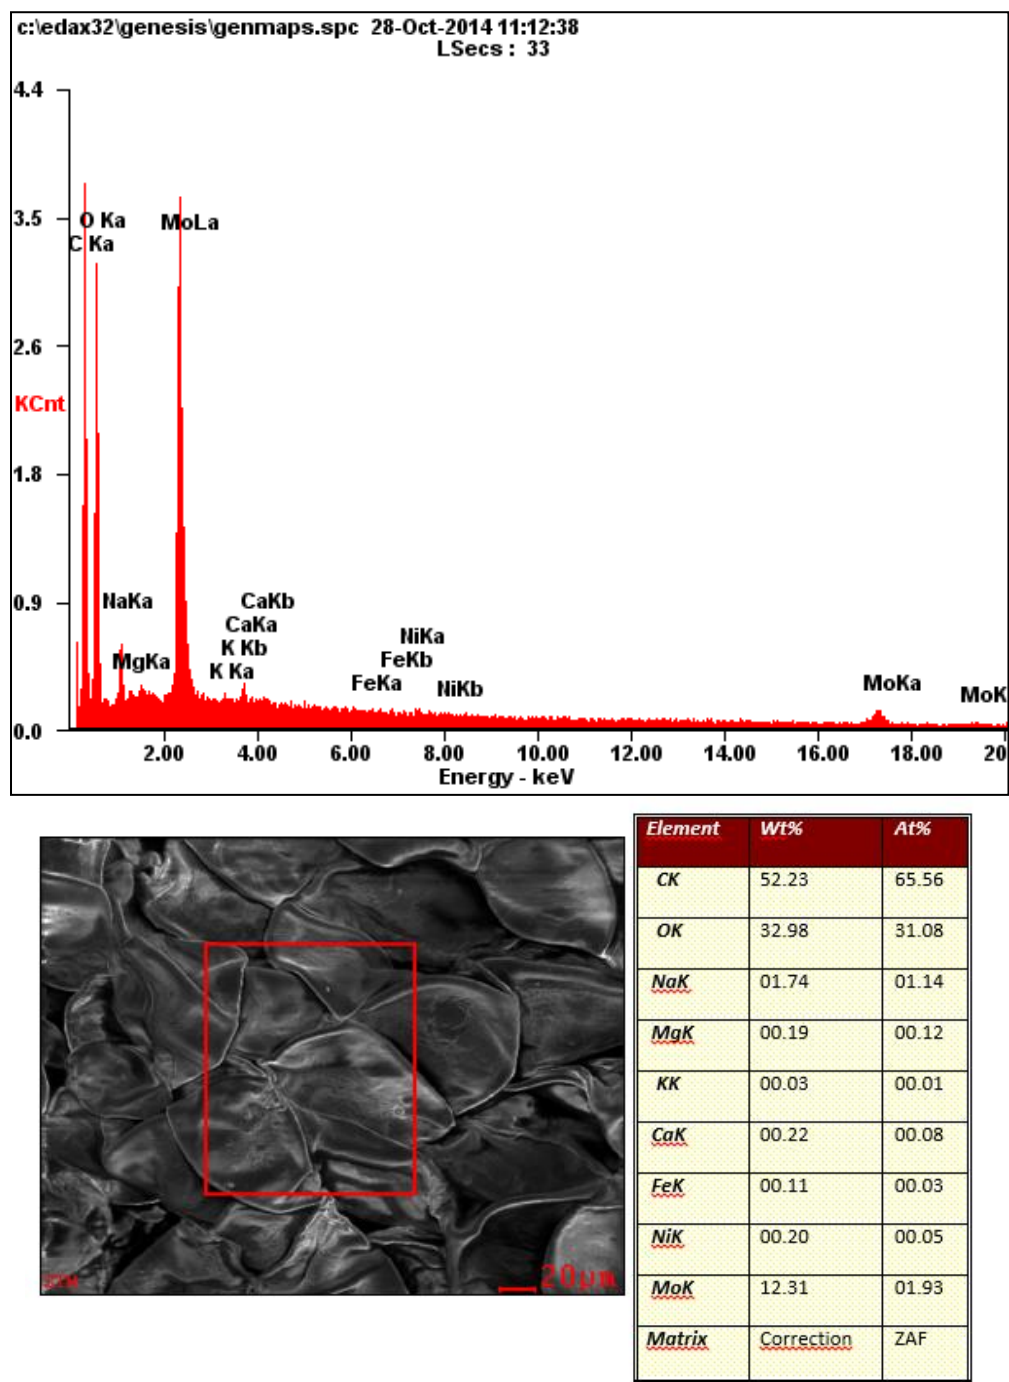 c:\edax32\genesis\genmaps.spc 28-Oct-2014 11:12:38
LSecs : 33
4.4
3.5
2.6
KCnt
1.8
0.9
0.0
O Ka
C Ka
MoLa
NaKa
MgKa
CaKb
CaKa
K Kb
K Ka
NiKa
FeKb
FeKa
NiKb
MoKa
MoK
2.00 4.00 6.00 8.00 10.00 12.00 14.00 16.00 18.00 20
Energy - keV
20µm
Element Wt% At%
CK 52.23 65.56
OK 32.98 31.08
NaK 01.74 01.14
MgK 00.19 00.12
KK 00.03 00.01
CaK 00.22 00.08
FeK 00.11 00.03
NiK 00.20 00.05
MoK 12.31 01.93
Matrix Correction ZAF